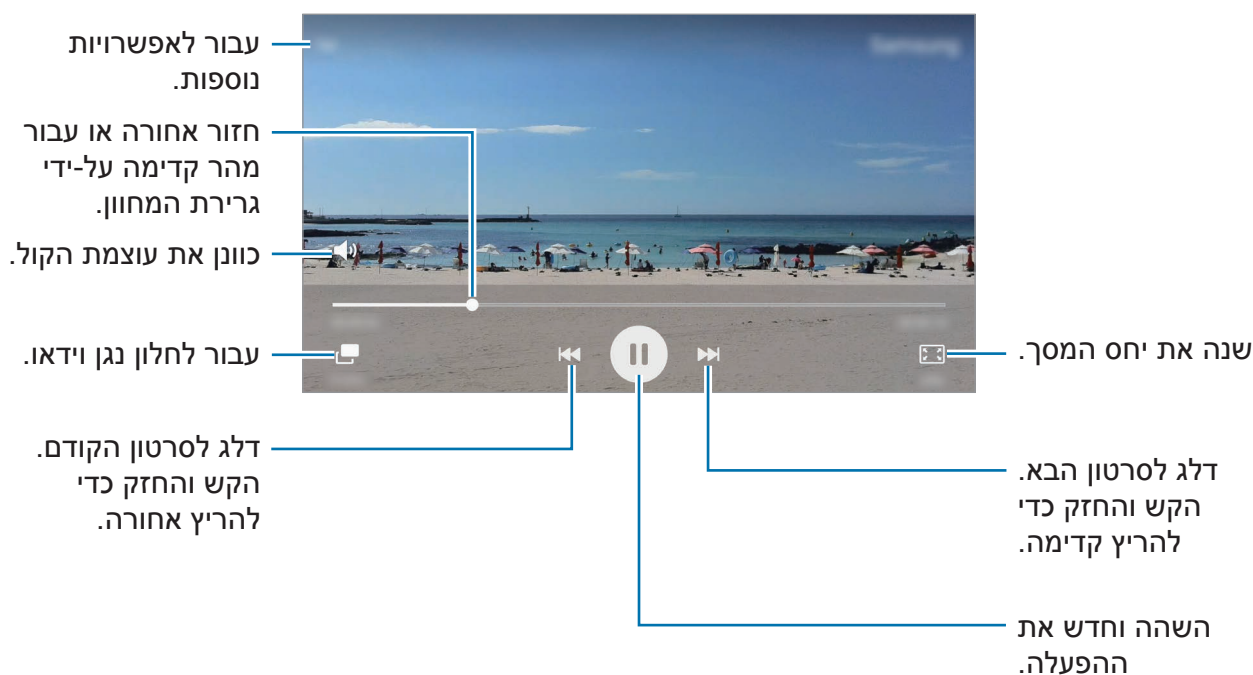 עבור לאפשרויות
נוספות.
חזור אחורה או עבור
מהר קדימה על-ידי
גרירת המחוון.
כוונן את עוצמת הקול.
עבור לחלון נגן וידאו.
דלג לסרטון הקודם.
הקש והחזק כדי
להריץ אחורה.
שנה את יחס המסך.
דלג לסרטון הבא.
הקש והחזק כדי
להריץ קדימה.
השהה וחדש את
ההפעלה.
Samsung